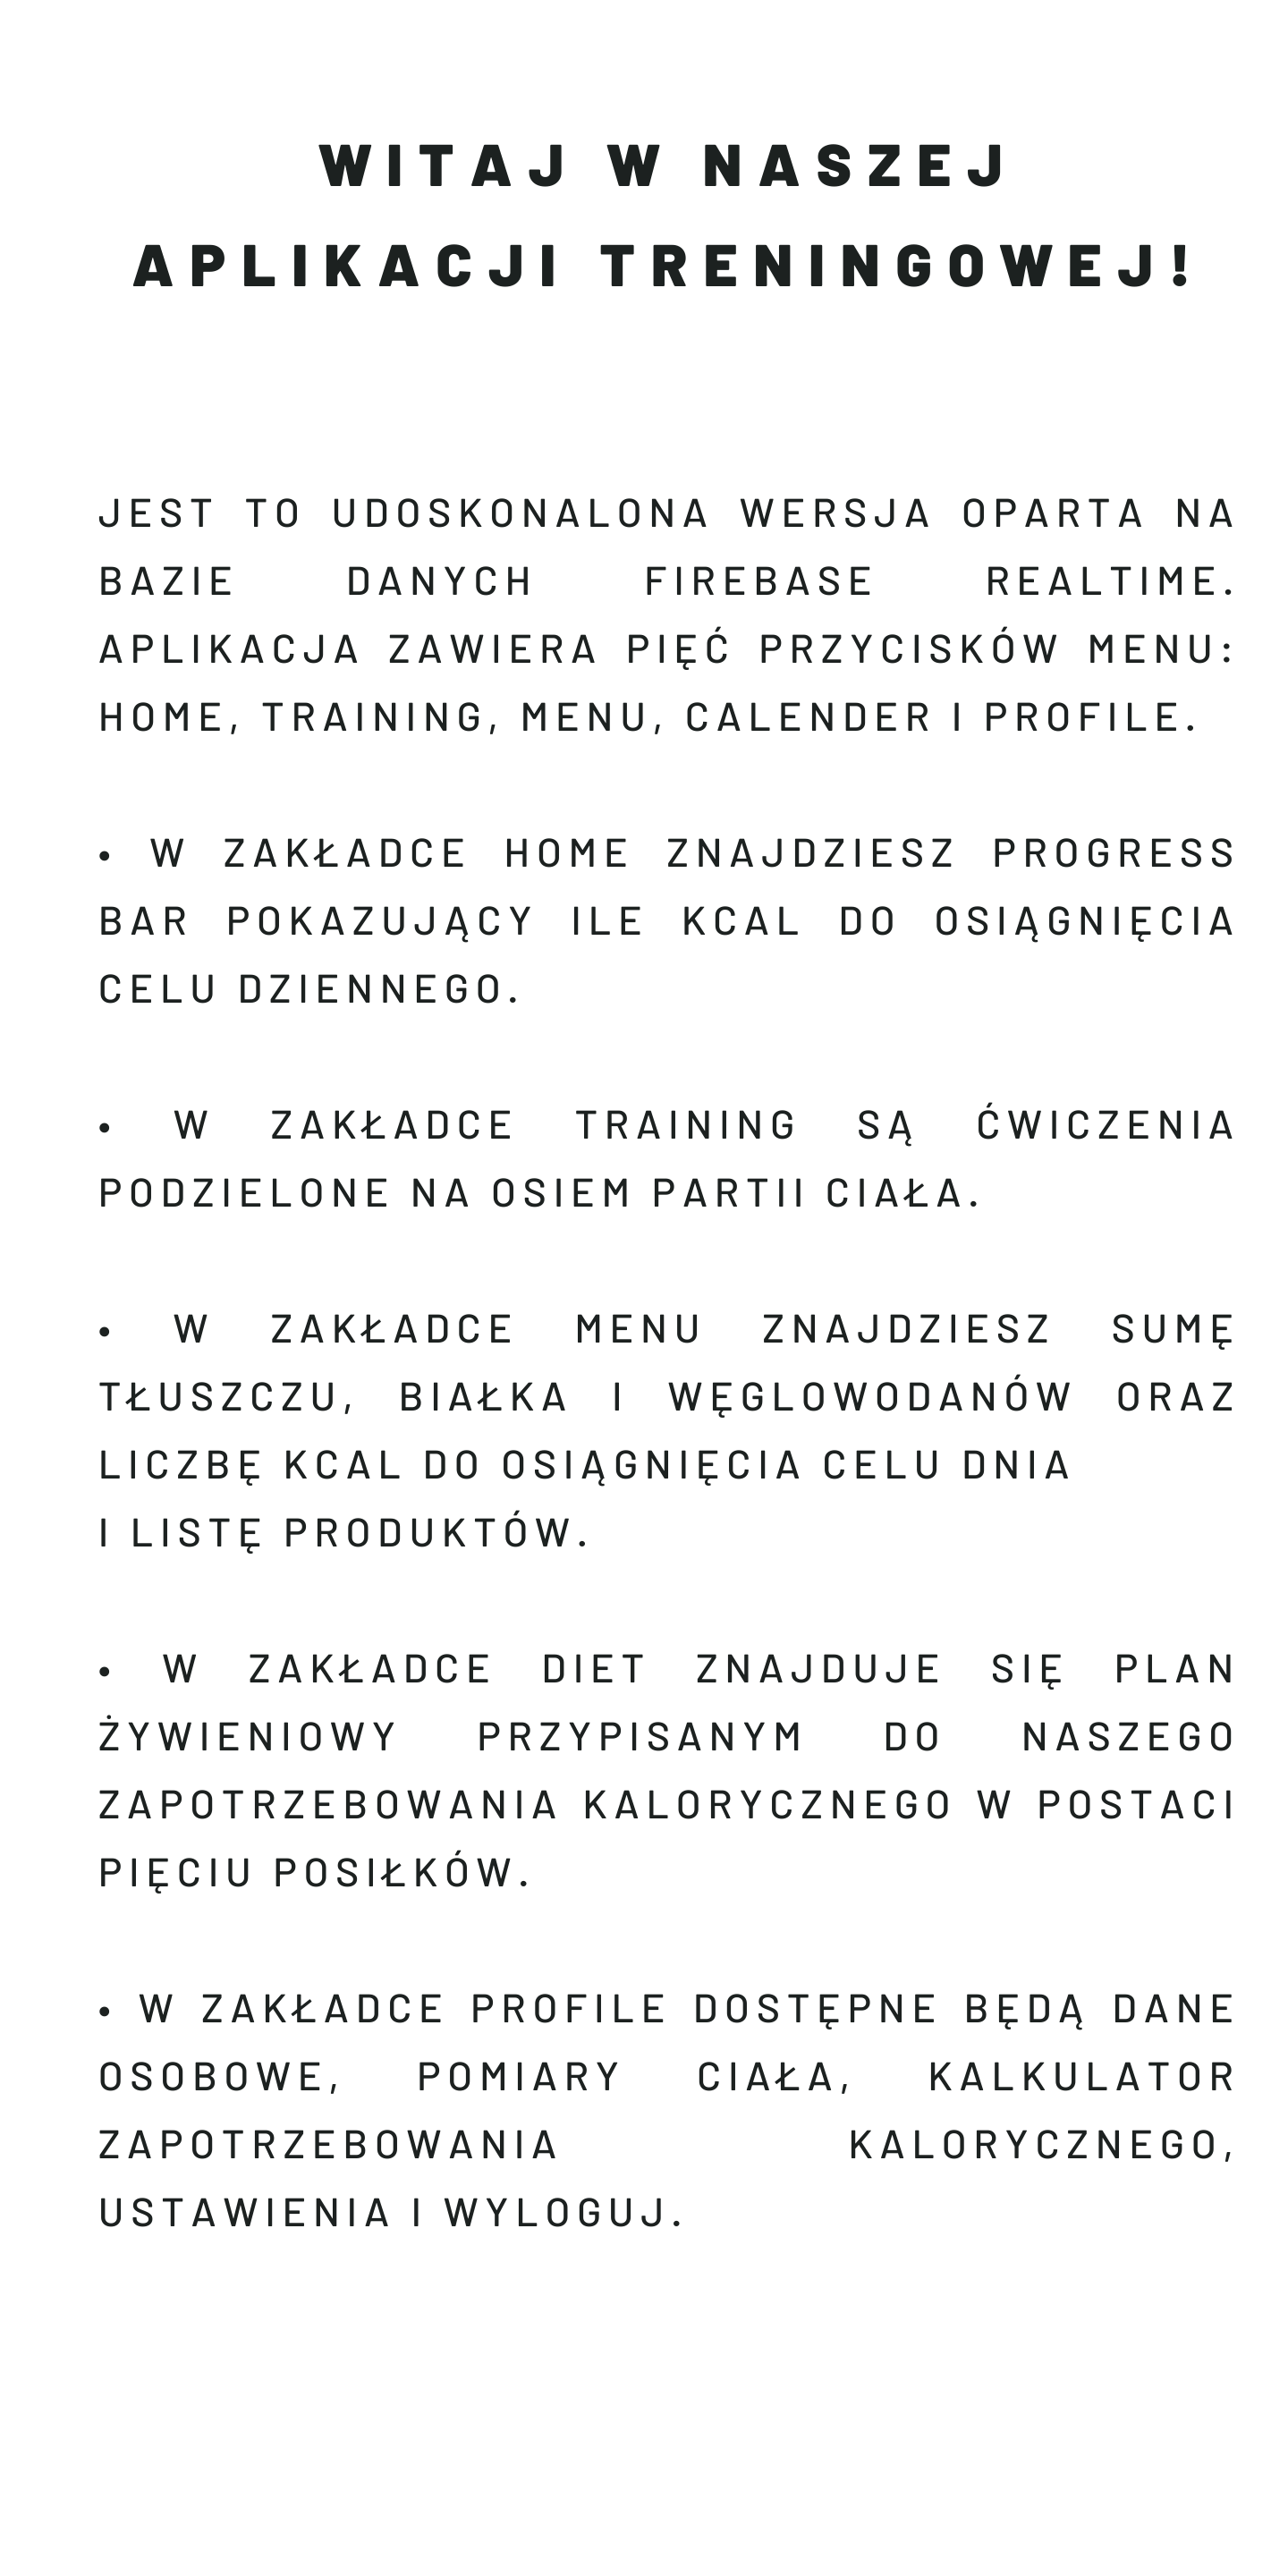 WITAJ W NASZEJ
APLIKACJI TRENINGOWEJ!
JEST TO UDOSKONALONA WERSJA OPARTA NA
BAZIE DANYCH FIREBASE REALTIME.
APLIKACJA ZAWIERA PIĘĆ PRZYCISKÓW MENU:
HOME, TRAINING, MENU, CALENDER I PROFILE.
• W ZAKŁADCE HOME ZNAJDZIESZ PROGRESS
BAR POKAZUJĄCY ILE KCAL DO OSIĄGNIĘCIA
CELU DZIENNEGO.
• W ZAKŁADCE TRAINING SĄ ĆWICZENIA
PODZIELONE NA OSIEM PARTII CIAŁA.
• W ZAKŁADCE MENU ZNAJDZIESZ SUMĘ
TŁUSZCZU, BIAŁKA I WĘGLOWODANÓW ORAZ
LICZBĘ KCAL DO OSIĄGNIĘCIA CELU DNIA
I LISTĘ PRODUKTÓW.
• W ZAKŁADCE DIET ZNAJDUJE SIĘ PLAN
ŻYWIENIOWY PRZYPISANYM DO NASZEGO
ZAPOTRZEBOWANIA KALORYCZNEGO W POSTACI
PIĘCIU POSIŁKÓW.
• W ZAKŁADCE PROFILE DOSTĘPNE BĘDĄ DANE
OSOBOWE, POMIARY CIAŁA, KALKULATOR
ZAPOTRZEBOWANIA KALORYCZNEGO,
USTAWIENIA I WYLOGUJ.